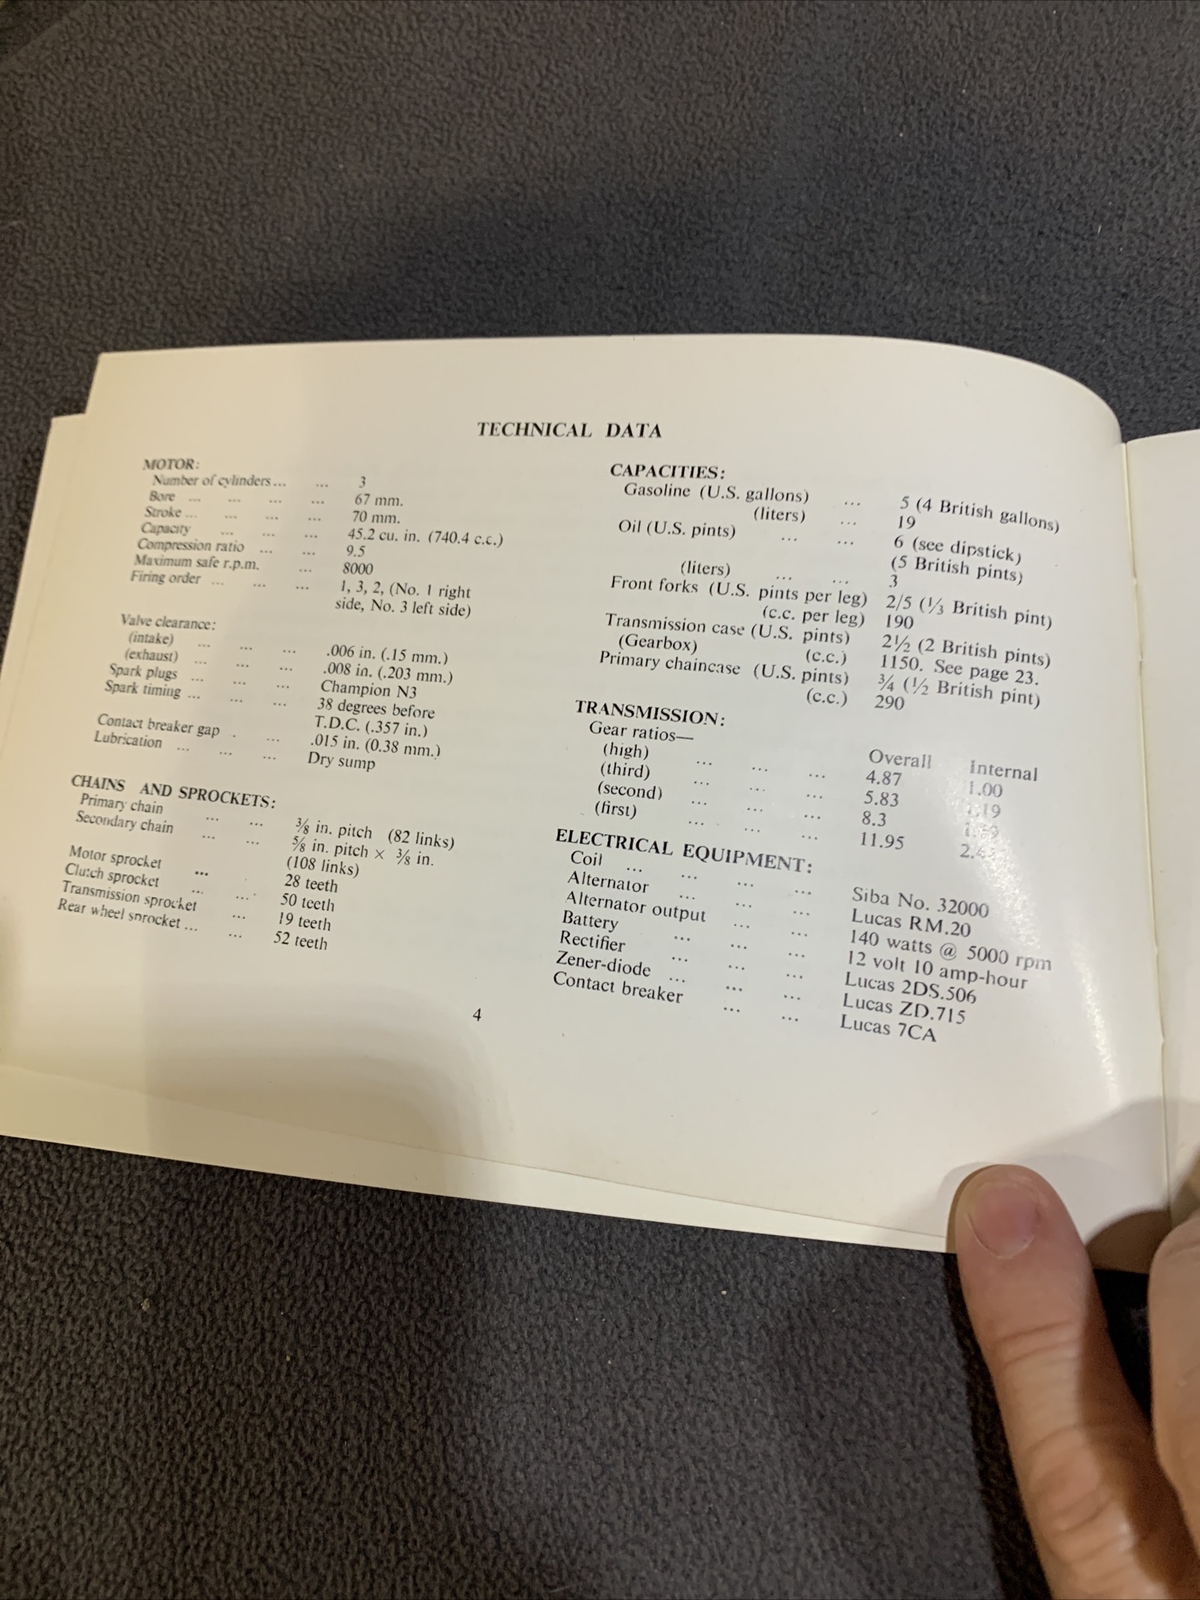 TECHNICAL DATA
MOTOR:
Number of cylinders ... ... 3
Bore ... ... ... ... 67 mm.
Stroke ... ... ... ... 70 mm.
Capacity ... ... ... 45.2 cu. in. (740.4 c.c.)
Compression ratio ... ... 9.5
Maximum safe r.p.m. ... 8000
Firing order ... ... ... 1, 3, 2, (No. 1 right
side, No. 3 left side)
Valve clearance:
(intake) ... ... ... .006 in. (.15 mm.)
(exhaust) ... ... ... .008 in. (.203 mm.)
Spark plugs ... ... ... Champion N3
Spark timing ... ... ... 38 degrees before
T.D.C. (.357 in.)
Contact breaker gap . ... .015 in. (0.38 mm.)
Lubrication ... ... ... Dry sump
CHAINS AND SPROCKETS:
Primary chain ... ... ⅜ in. pitch (82 links)
Secondary chain ... ... ⅝ in. pitch × ⅜ in.
(108 links)
Motor sprocket ... ... 28 teeth
Clutch sprocket ... ... 50 teeth
Transmission sprocket ... 19 teeth
Rear wheel sprocket ... ... 52 teeth
CAPACITIES:
Gasoline (U.S. gallons) ... 5 (4 British gallons)
(liters) ... 19
Oil (U.S. pints) ... ... 6 (see dipstick)
(5 British pints)
(liters) ... ... 3
Front forks (U.S. pints per leg) 2/5 (⅓ British pint)
(c.c. per leg) 190
Transmission case (U.S. pints) 2½ (2 British pints)
(Gearbox) (c.c.) 1150. See page 23.
Primary chaincase (U.S. pints) ¾ (½ British pint)
(c.c.) 290
TRANSMISSION:
Gear ratios—
Overall Internal
(high) ... ... ... 4.87 1.00
(third) ... ... ... 5.83
(second) ... ... ... 8.3
(first) ... ... ... 11.95
ELECTRICAL EQUIPMENT:
Coil ... ... ... ... Siba No. 32000
Alternator ... ... ... Lucas RM.20
Alternator output ... 140 watts @ 5000 rpm
Battery ... ... ... 12 volt 10 amp-hour
Rectifier ... ... ... Lucas 2DS.506
Zener-diode ... ... ... Lucas ZD.715
Contact breaker ... ... Lucas 7CA
4